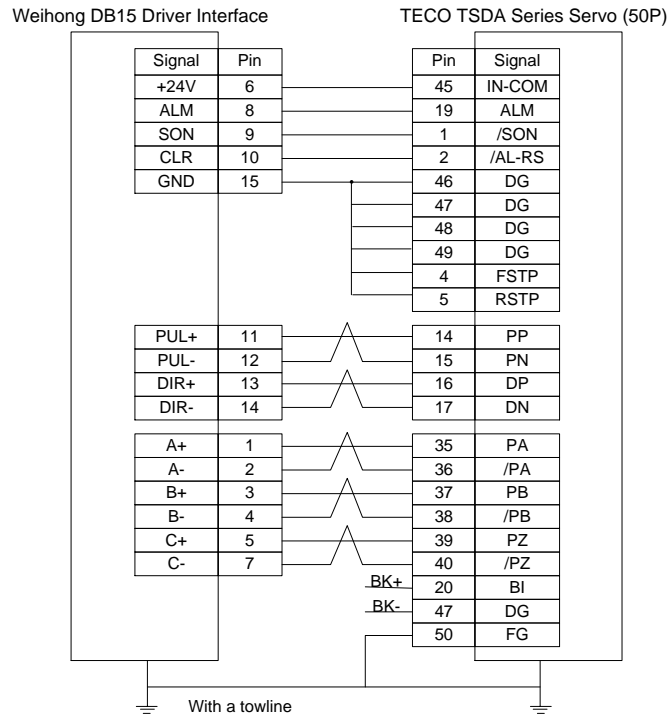 Weihong DB15 Driver Interface TECO TSDA Series Servo (50P)
Signal Pin Pin Signal
+24V 6 45 IN-COM
ALM 8 19 ALM
SON 9 1 /SON
CLR 10 2 /AL-RS
GND 15 46 DG
47 DG
48 DG
49 DG
4 FSTP
5 RSTP
PUL+ 11 14 PP
PUL- 12 15 PN
DIR+ 13 16 DP
DIR- 14 17 DN
A+ 1 35 PA
A- 2 36 /PA
B+ 3 37 PB
B- 4 38 /PB
C+ 5 39 PZ
C- 7 40 /PZ
BK+ 20 BI
BK- 47 DG
50 FG
With a towline